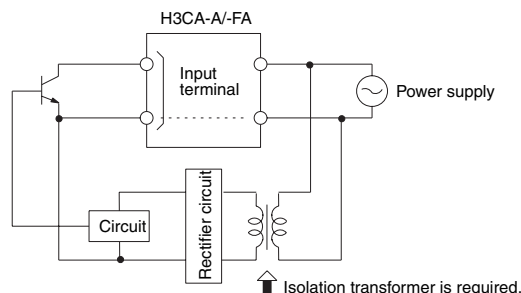 H3CA-A/-FA
Input
terminal
Power supply
Circuit
Rectifier circuit
Isolation transformer is required.